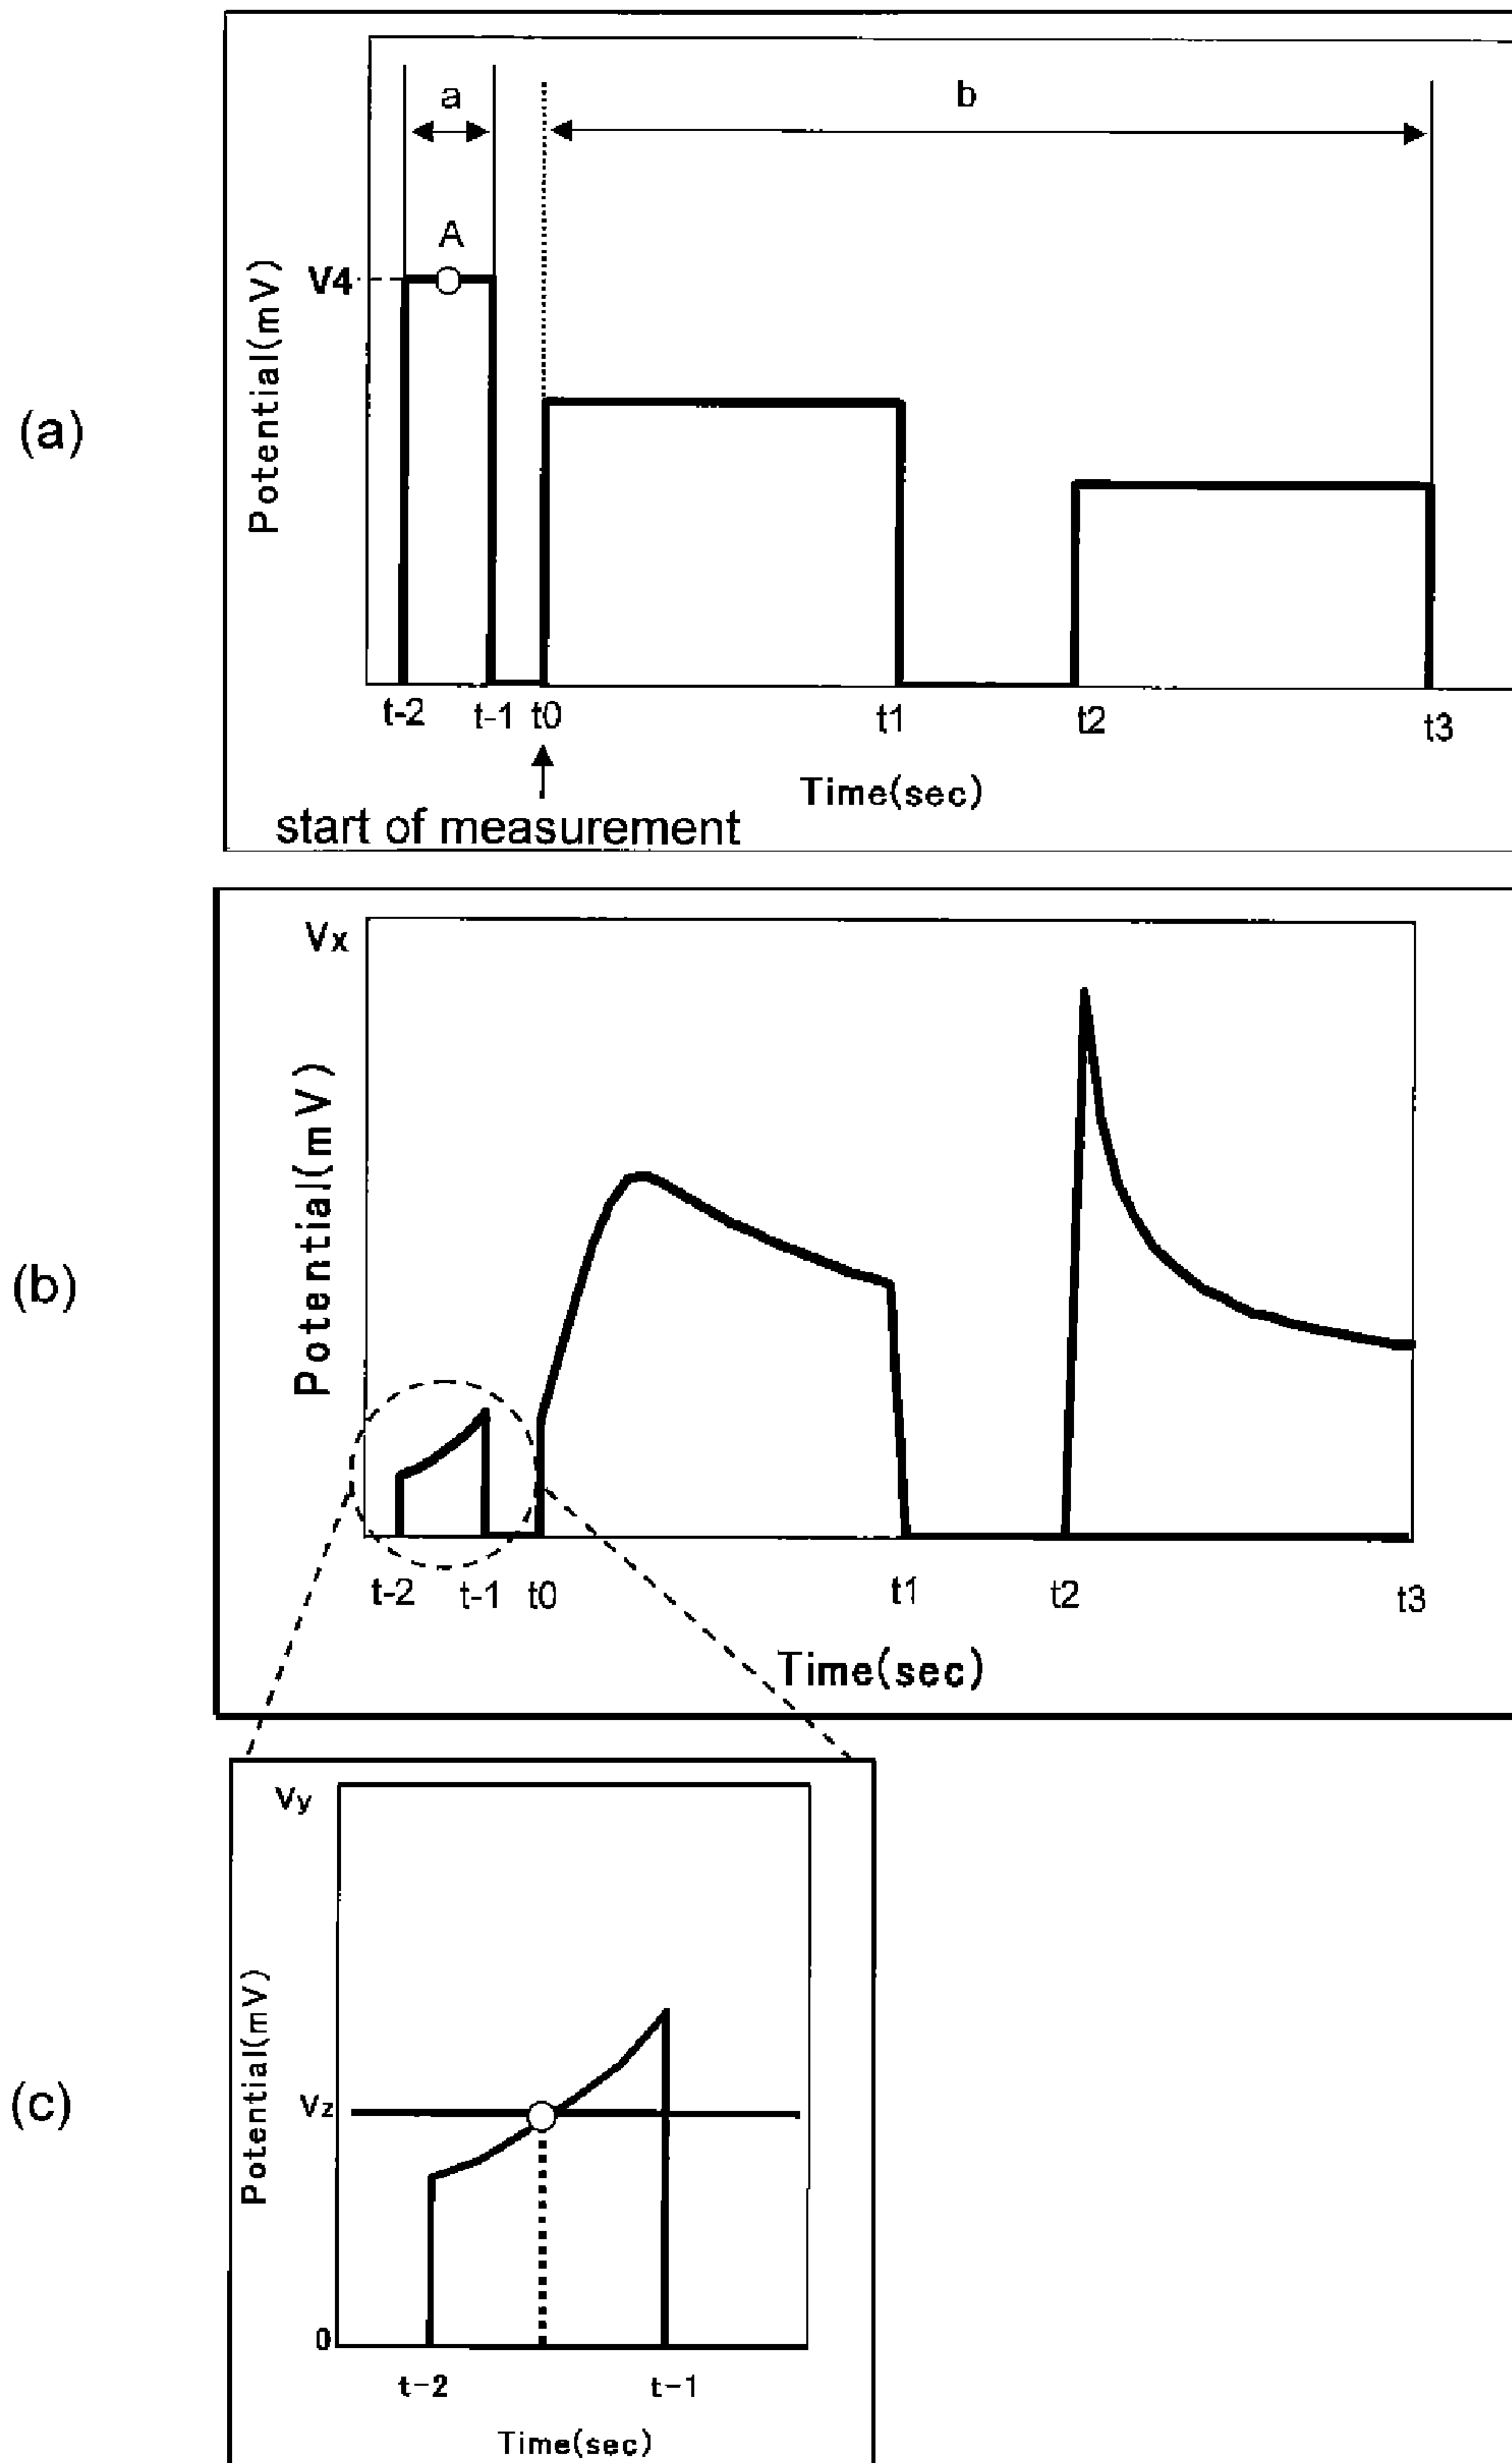 (a)
a
b
A
V4
Potential(mV)
t-2
t-1
t0
t1
t2
t3
Time(sec)
start of measurement
(b)
Vx
Potential(mV)
t-2
t-1
t0
t1
t2
t3
Time(sec)
(c)
Vy
Potential(mV)
Vz
0
t-2
t-1
Time(sec)